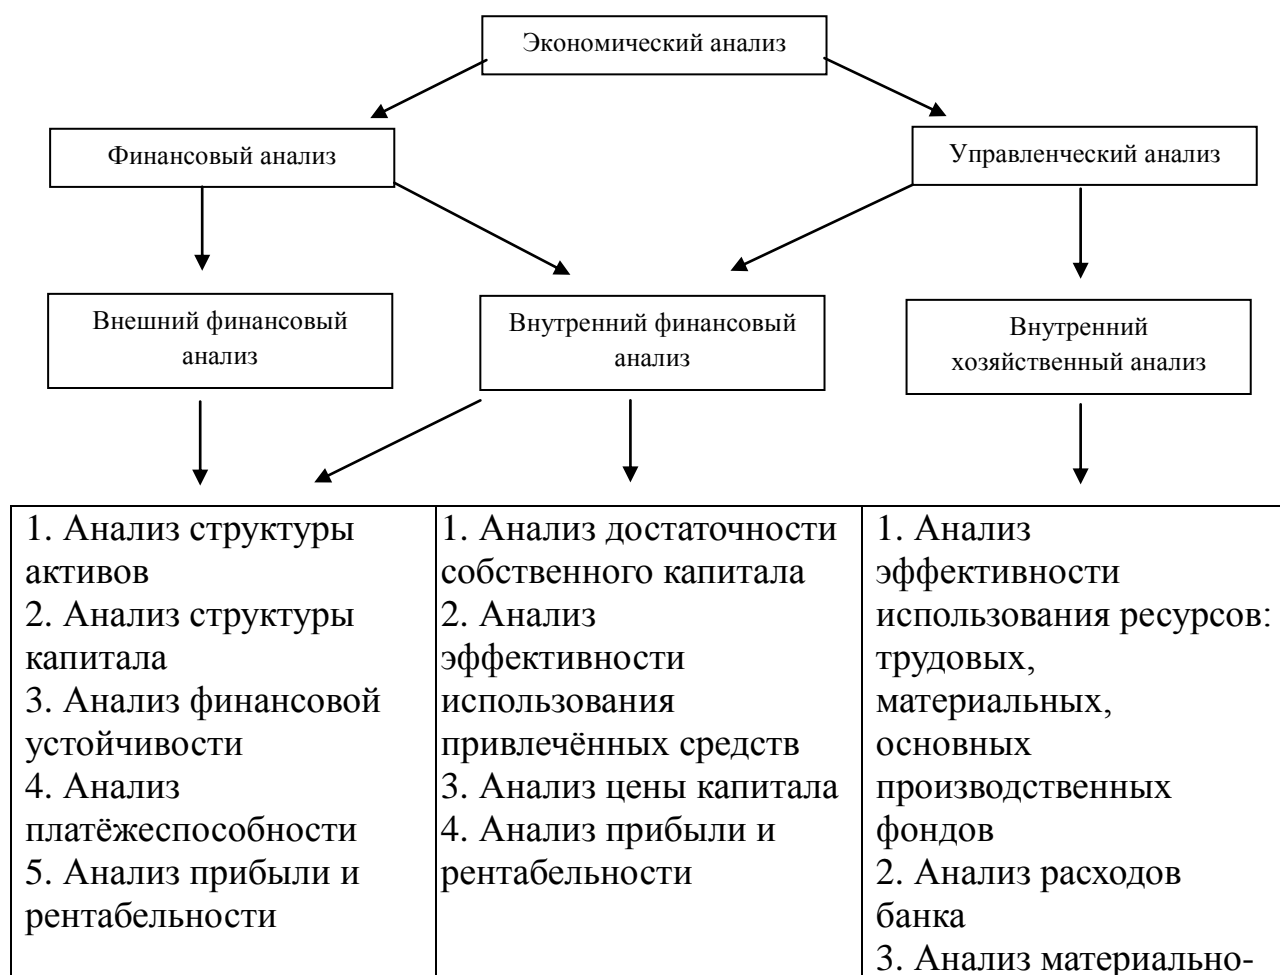 Экономический анализ
Финансовый анализ
Управленческий анализ
Внешний финансовый
анализ
Внутренний финансовый
анализ
Внутренний
хозяйственный анализ
1. Анализ структуры
активов
2. Анализ структуры
капитала
3. Анализ финансовой
устойчивости
4. Анализ
платёжеспособности
5. Анализ прибыли и
рентабельности
1. Анализ достаточности
собственного капитала
2. Анализ
эффективности
использования
привлечённых средств
3. Анализ цены капитала
4. Анализ прибыли и
рентабельности
1. Анализ
эффективности
использования ресурсов:
трудовых,
материальных,
основных
производственных
фондов
2. Анализ расходов
банка
3. Анализ материально-